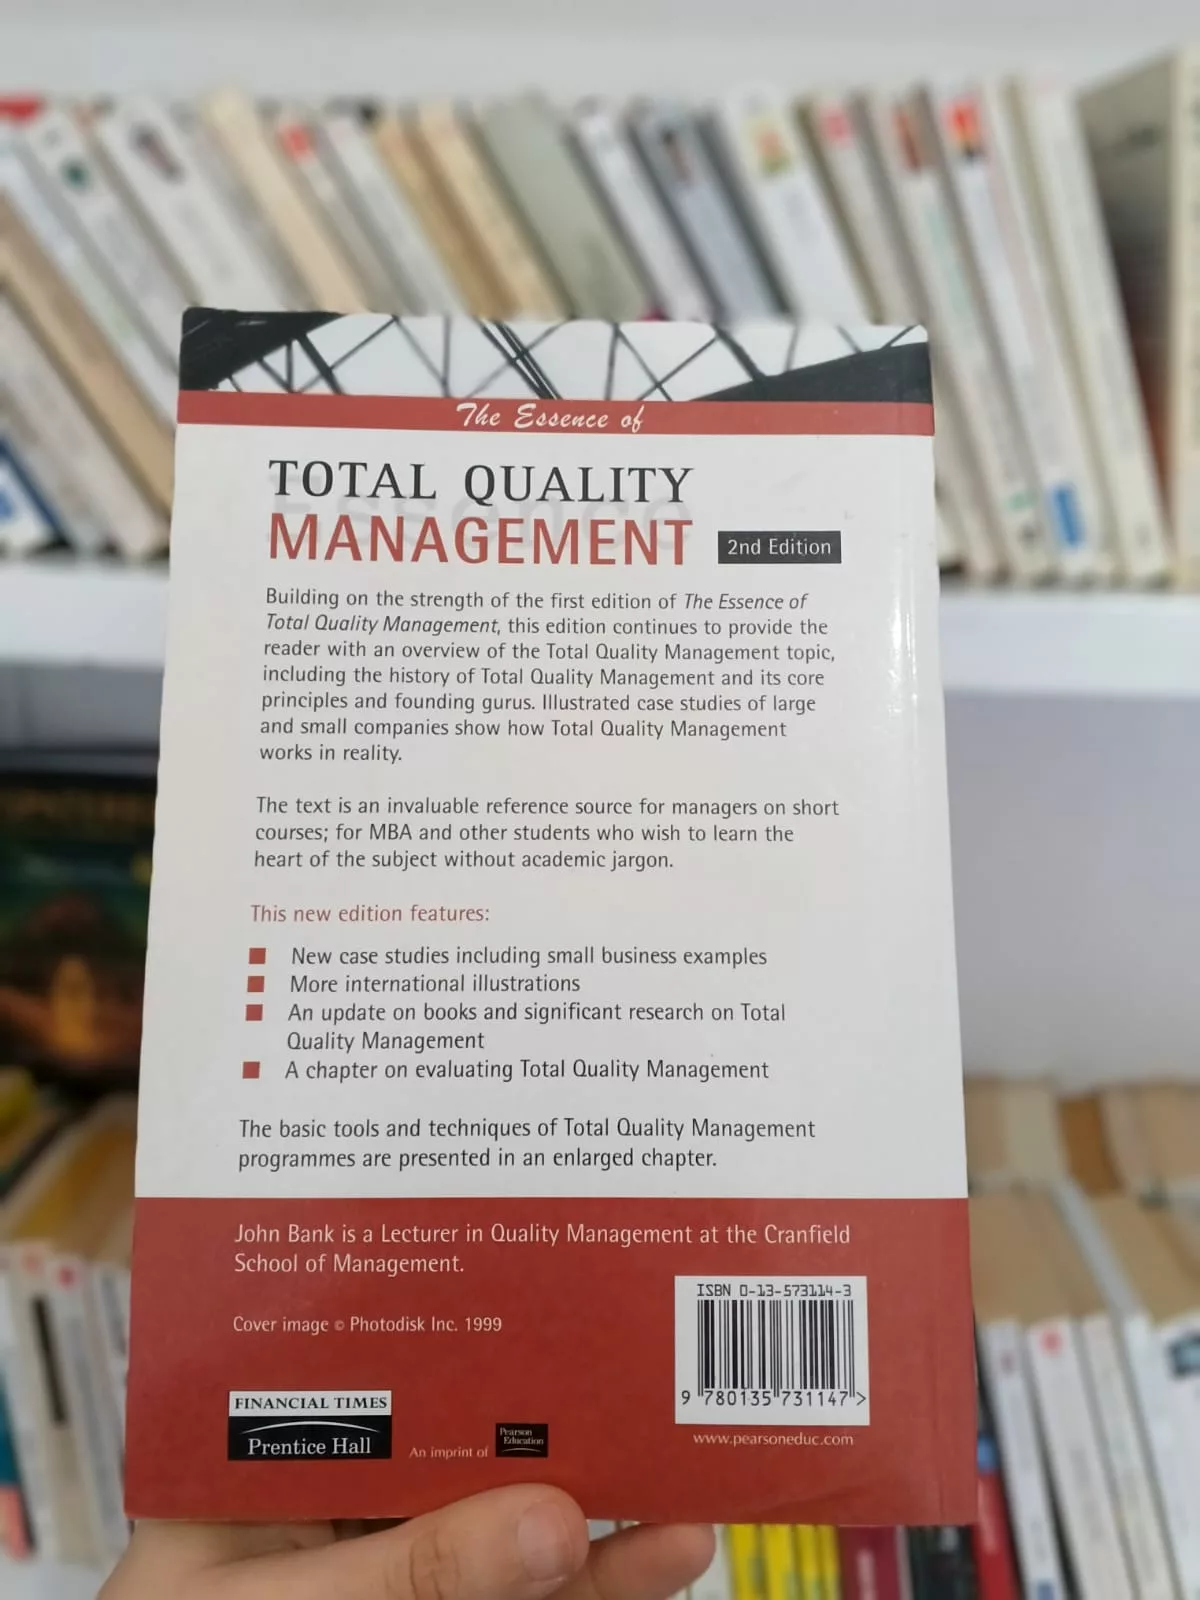 The Essence of
TOTAL QUALITY
MANAGEMENT
2nd Edition
Building on the strength of the first edition of The Essence of
Total Quality Management, this edition continues to provide the
reader with an overview of the Total Quality Management topic,
including the history of Total Quality Management and its core
principles and founding gurus. Illustrated case studies of large
and small companies show how Total Quality Management
works in reality.
The text is an invaluable reference source for managers on short
courses; for MBA and other students who wish to learn the
heart of the subject without academic jargon.
This new edition features:
New case studies including small business examples
More international illustrations
An update on books and significant research on Total
Quality Management
A chapter on evaluating Total Quality Management
The basic tools and techniques of Total Quality Management
programmes are presented in an enlarged chapter.
John Bank is a Lecturer in Quality Management at the Cranfield
School of Management.
Cover image © Photodisk Inc. 1999
ISBN 0-13-573114-3
9 780135 731147 >
FINANCIAL TIMES
Prentice Hall
An imprint of
Pearson
Education
www.pearsoneduc.com